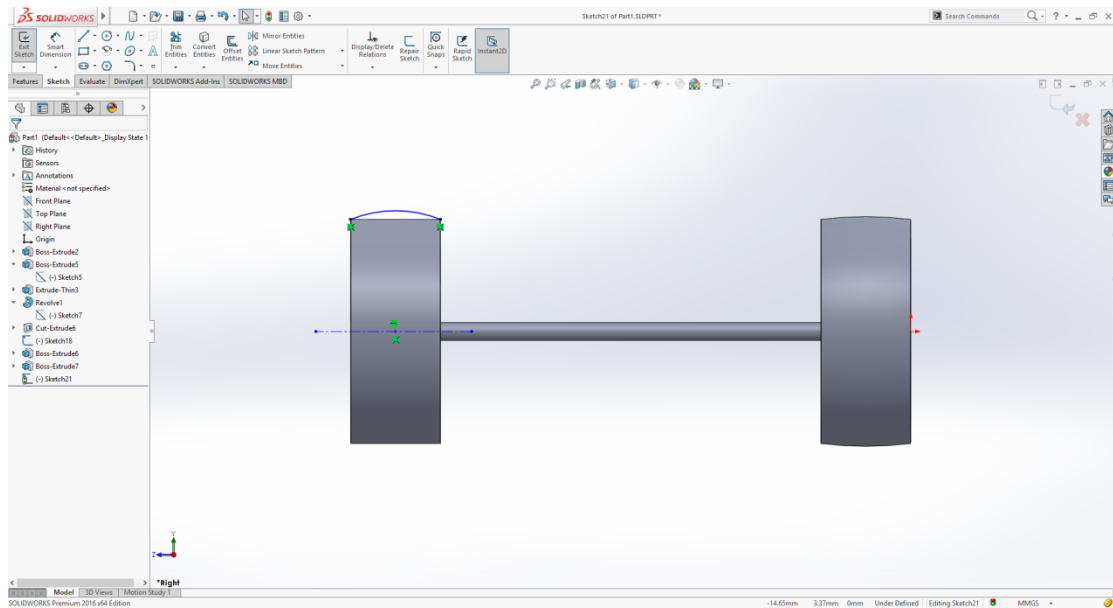 SOLIDWORKS
Sketch21 of Part1.SLDPRT *
Search Commands
Exit Sketch
Smart Dimension
Trim Entities
Convert Entities
Offset Entities
Mirror Entities
Linear Sketch Pattern
Move Entities
Display/Delete Relations
Repair Sketch
Quick Snaps
Rapid Sketch
Instant2D
Features Sketch Evaluate DimXpert SOLIDWORKS Add-Ins SOLIDWORKS MBD
Part1 (Default<<Default>_Display State 1
History
Sensors
Annotations
Material <not specified>
Front Plane
Top Plane
Right Plane
Origin
Boss-Extrude2
Boss-Extrude5
(-) Sketch5
Extrude-Thin3
Revolve1
(-) Sketch7
Cut-Extrude6
(-) Sketch18
Boss-Extrude6
Boss-Extrude7
(-) Sketch21
Y
Z
*Right
Model 3D Views Motion Study 1
SOLIDWORKS Premium 2016 x64 Edition
-14.65mm 3.37mm 0mm Under Defined Editing Sketch21 MMGS